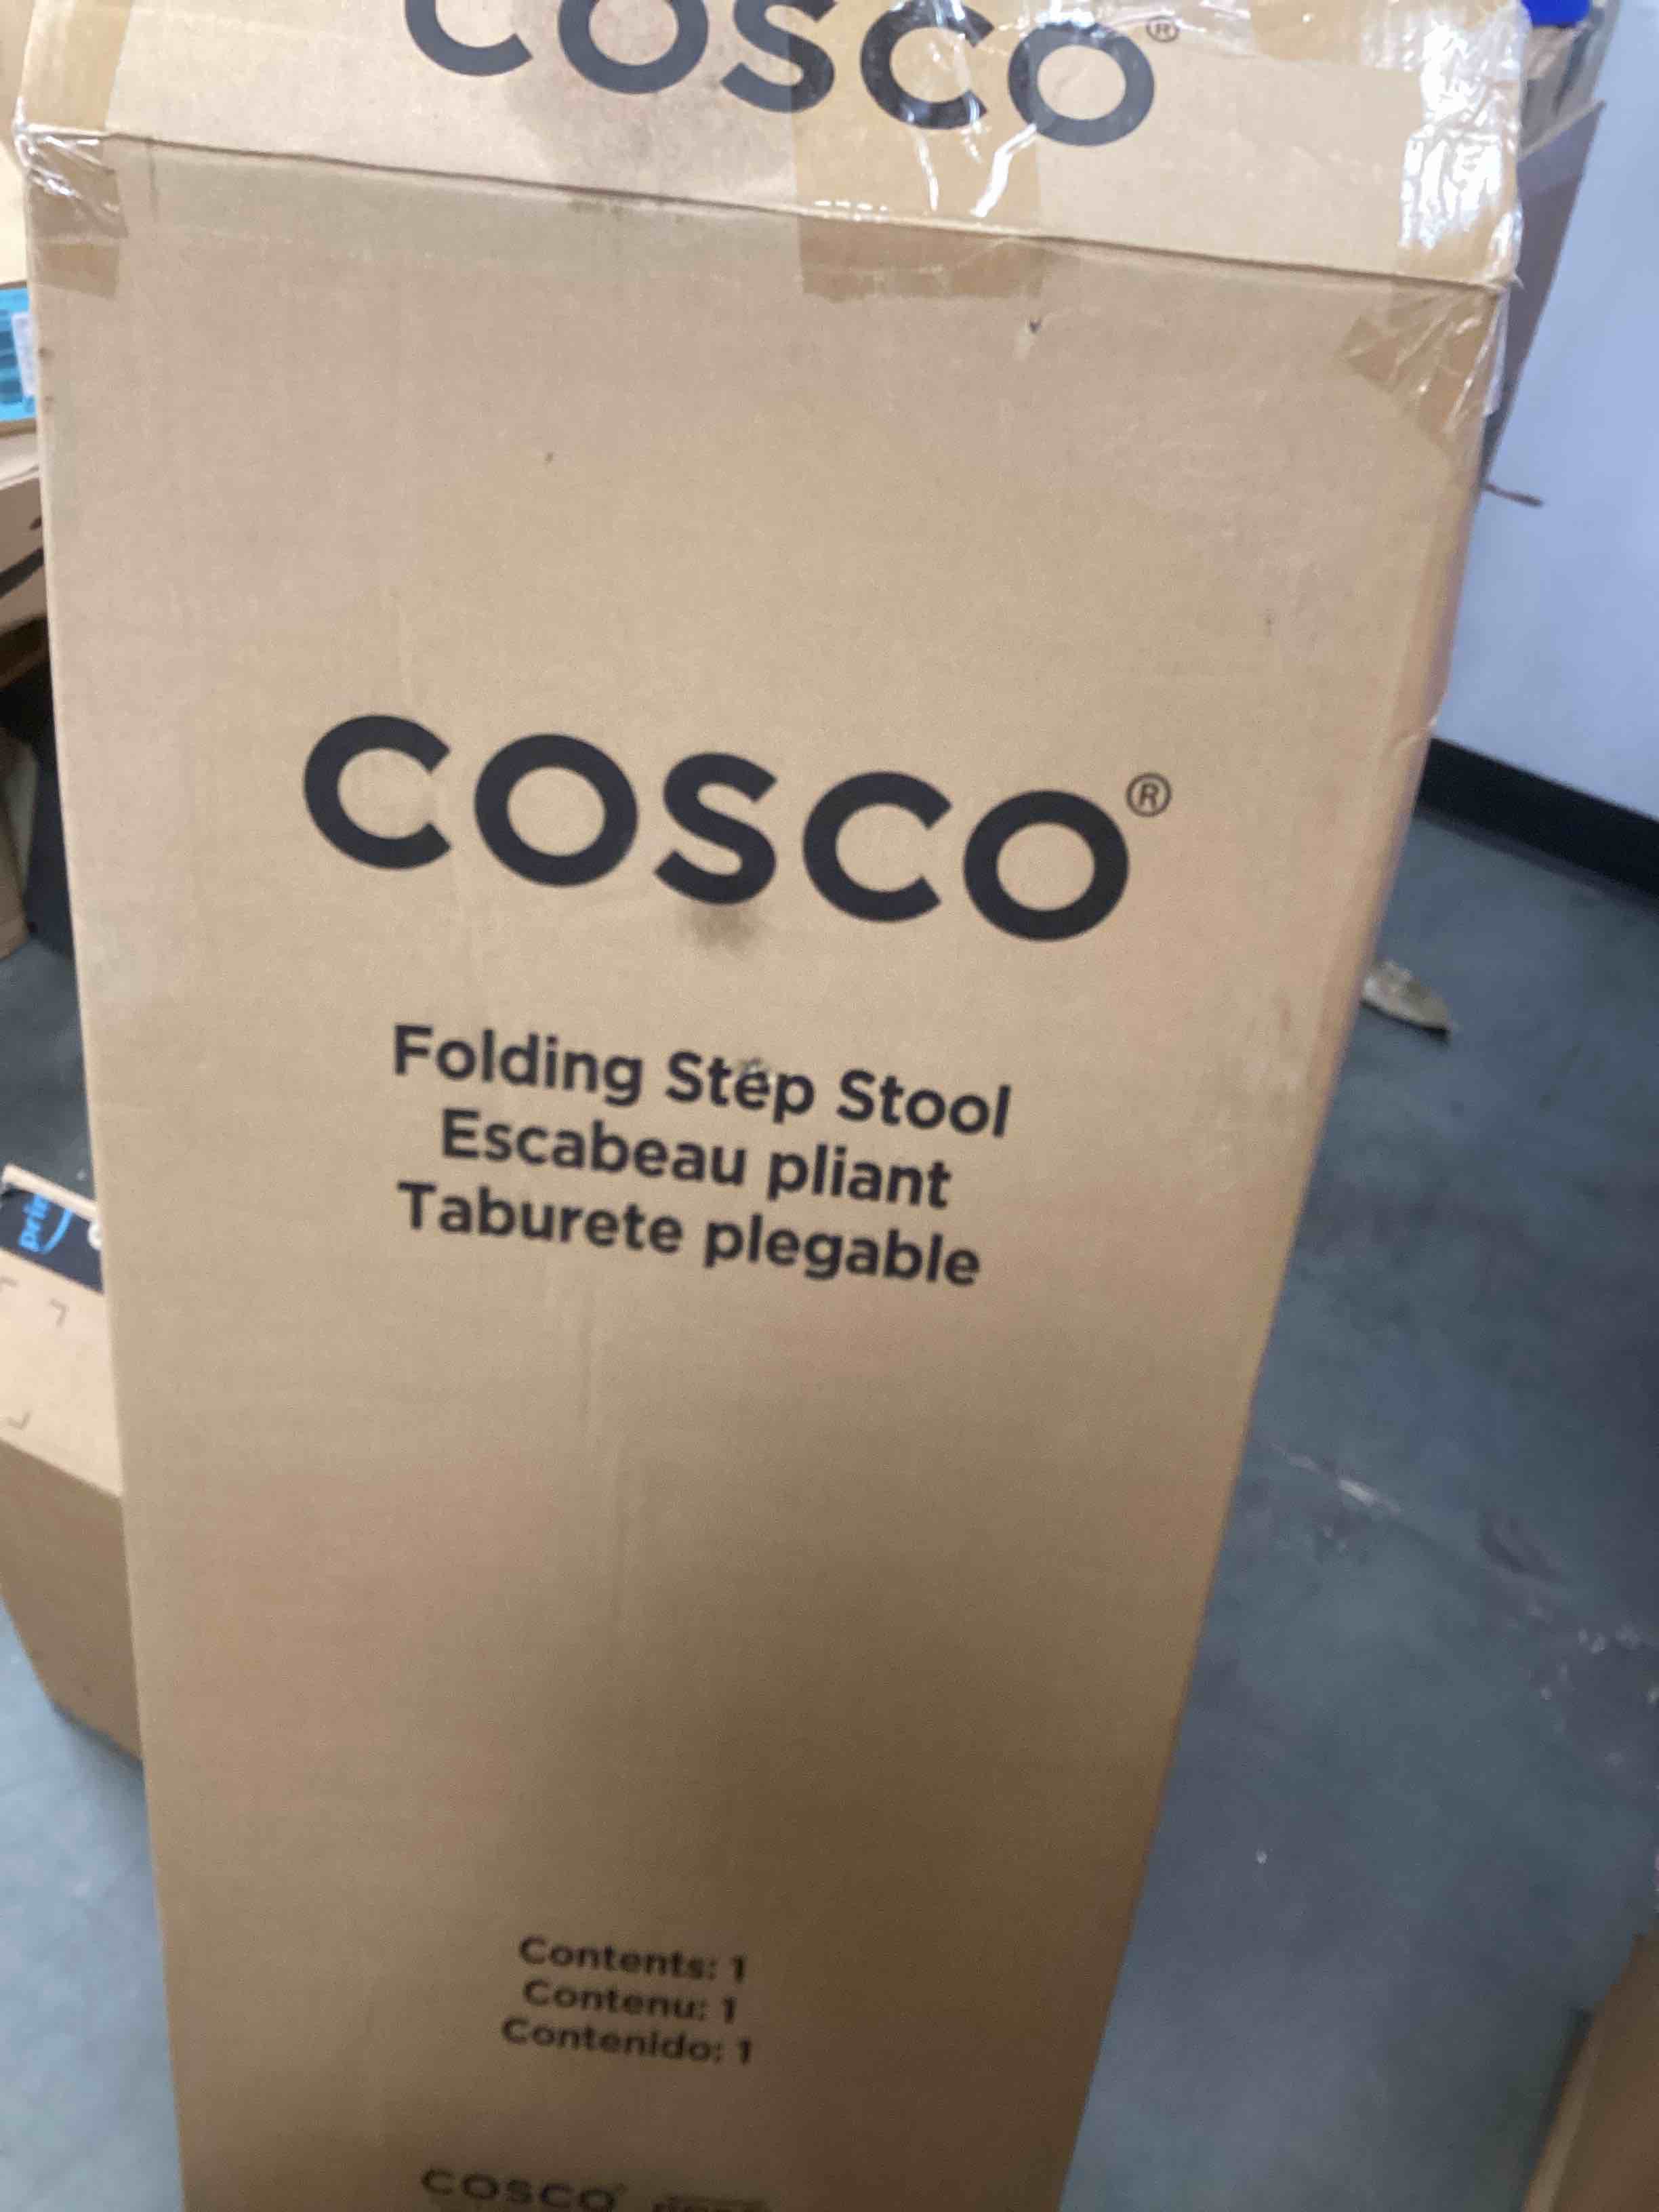 COSCO®
COSCO®
Folding Step Stool
Escabeau pliant
Taburete plegable
Contents: 1
Contenu: 1
Contenido: 1
COSCO